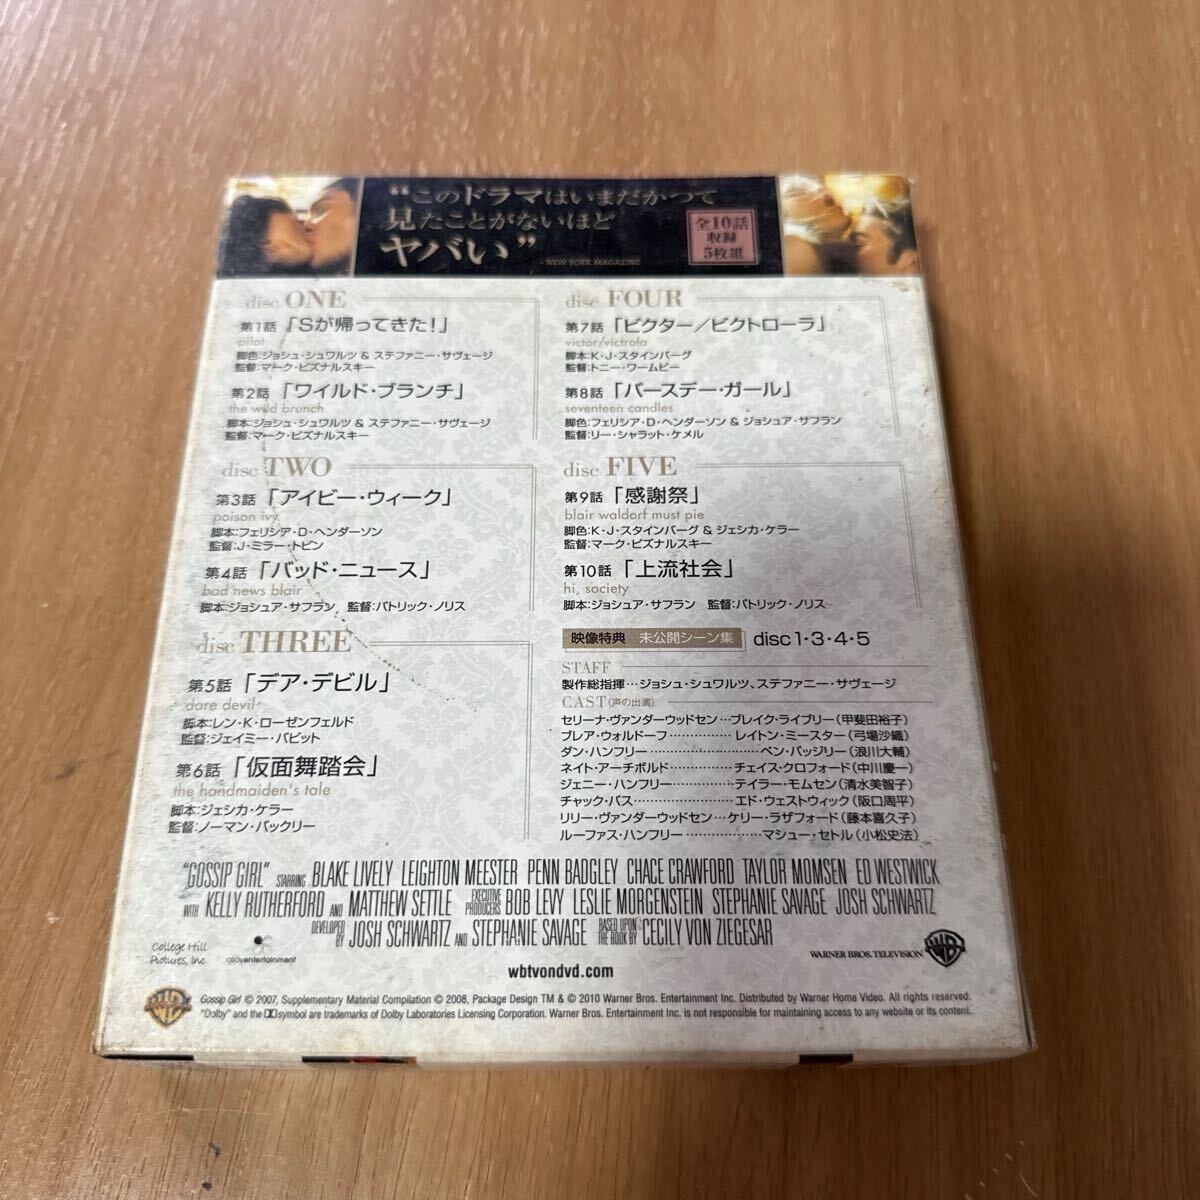 “このドラマはいまだかつて
見たことがないほど
ヤバい”
- NEW YORK MAGAZINE
全10話
収録
5枚組
disc ONE
第1話「Sが帰ってきた!」
pilot
脚色:ジョシュ・シュワルツ & ステファニー・サヴェージ
監督:マーク・ピズナルスキー
第2話「ワイルド・ブランチ」
the wild brunch
脚本:ジョシュ・シュワルツ & ステファニー・サヴェージ
監督:マーク・ピズナルスキー
disc TWO
第3話「アイビー・ウィーク」
poison ivy
脚本:フェリシア・D・ヘンダーソン
監督:J・ミラー・トビン
第4話「バッド・ニュース」
bad news blair
脚本:ジョシュア・サフラン 監督:パトリック・ノリス
disc THREE
第5話「デア・デビル」
dare devil
脚本:レン・K・ローゼンフェルド
監督:ジェイミー・バビット
第6話「仮面舞踏会」
the handmaiden's tale
脚本:ジェシカ・ケラー
監督:ノーマン・バックリー
disc FOUR
第7話「ビクター/ビクトローラ」
victor/victrola
脚本:K・J・スタインバーグ
監督:トニー・ワームビー
第8話「バースデー・ガール」
seventeen candles
脚色:フェリシア・D・ヘンダーソン & ジョシュア・サフラン
監督:リー・シャラット・ケメル
disc FIVE
第9話「感謝祭」
blair waldorf must pie
脚色:K・J・スタインバーグ & ジェシカ・ケラー
監督:マーク・ピズナルスキー
第10話「上流社会」
hi, society
脚本:ジョシュア・サフラン 監督:パトリック・ノリス
映像特典 未公開シーン集 disc 1・3・4・5
STAFF
製作総指揮…ジョシュ・シュワルツ、ステファニー・サヴェージ
CAST(声の出演)
セリーナ・ヴァンダーウッドセン…ブレイク・ライブリー(甲斐田裕子)
ブレア・ウォルドーフ……………レイトン・ミースター(弓場沙織)
ダン・ハンフリー……………………ペン・バッジリー(浪川大輔)
ネイト・アーチボルド……………チェイス・クロフォード(中川慶一)
ジェニー・ハンフリー……………テイラー・モムセン(清水美智子)
チャック・バス……………………エド・ウェストウィック(阪口周平)
リリー・ヴァンダーウッドセン…ケリー・ラザフォード(藤本喜久子)
ルーファス・ハンフリー……………マシュー・セトル(小松史法)
"GOSSIP GIRL" STARRING BLAKE LIVELY LEIGHTON MEESTER PENN BADGLEY CHACE CRAWFORD TAYLOR MOMSEN ED WESTWICK
WITH KELLY RUTHERFORD AND MATTHEW SETTLE EXECUTIVE PRODUCERS BOB LEVY LESLIE MORGENSTEIN STEPHANIE SAVAGE JOSH SCHWARTZ
DEVELOPED BY JOSH SCHWARTZ AND STEPHANIE SAVAGE BASED UPON THE BOOK BY CECILY VON ZIEGESAR
College Hill
Pictures, Inc
alloyentertainment
wbtvondvd.com
WARNER BROS. TELEVISION
Gossip Girl © 2007, Supplementary Material Compilation © 2008, Package Design TM & © 2010 Warner Bros. Entertainment Inc. Distributed by Warner Home Video. All rights reserved.
"Dolby" and the symbol are trademarks of Dolby Laboratories Licensing Corporation. Warner Bros. Entertainment Inc. is not responsible for maintaining access to any website or its content.